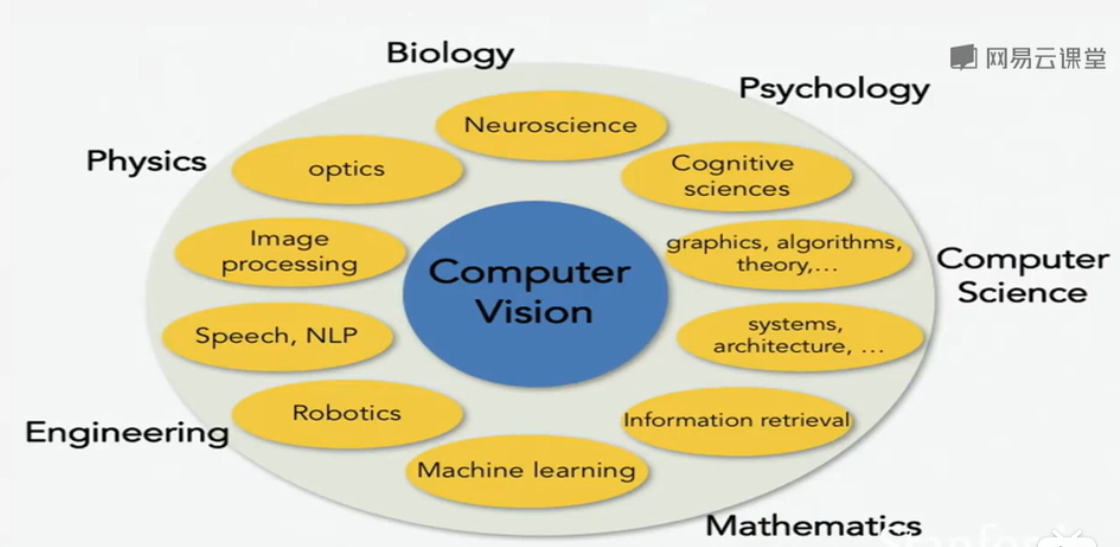 Biology
网易云课堂
Psychology
Neuroscience
Physics
optics
Cognitive
sciences
Image
processing
graphics, algorithms,
theory,...
Computer
Vision
Computer
Science
Speech, NLP
systems,
architecture, ...
Engineering
Robotics
Information retrieval
Machine learning
Mathematics